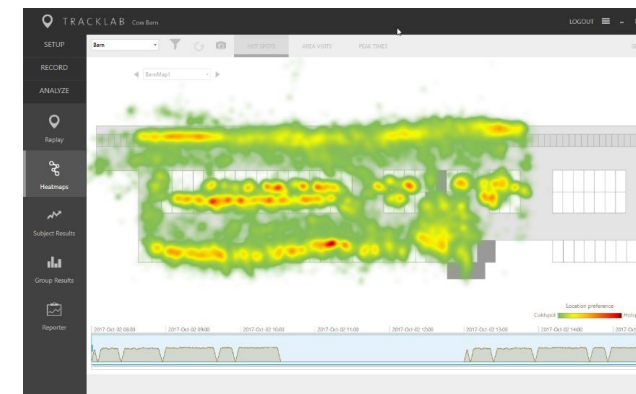 TRACKLAB Cow Barn
LOGOUT
SETUP
RECORD
ANALYZE
Replay
Heatmaps
Subject Results
Group Results
Reporter
Barn
HOT SPOTS
AREA VISITS
PEAK TIMES
BarnMap1
Location preference
Coldspot
2017-Oct-02 08:00
2017-Oct-02 09:00
2017-Oct-02 10:00
2017-Oct-02 11:00
2017-Oct-02 12:00
2017-Oct-02 13:00
2017-Oct-02 14:00